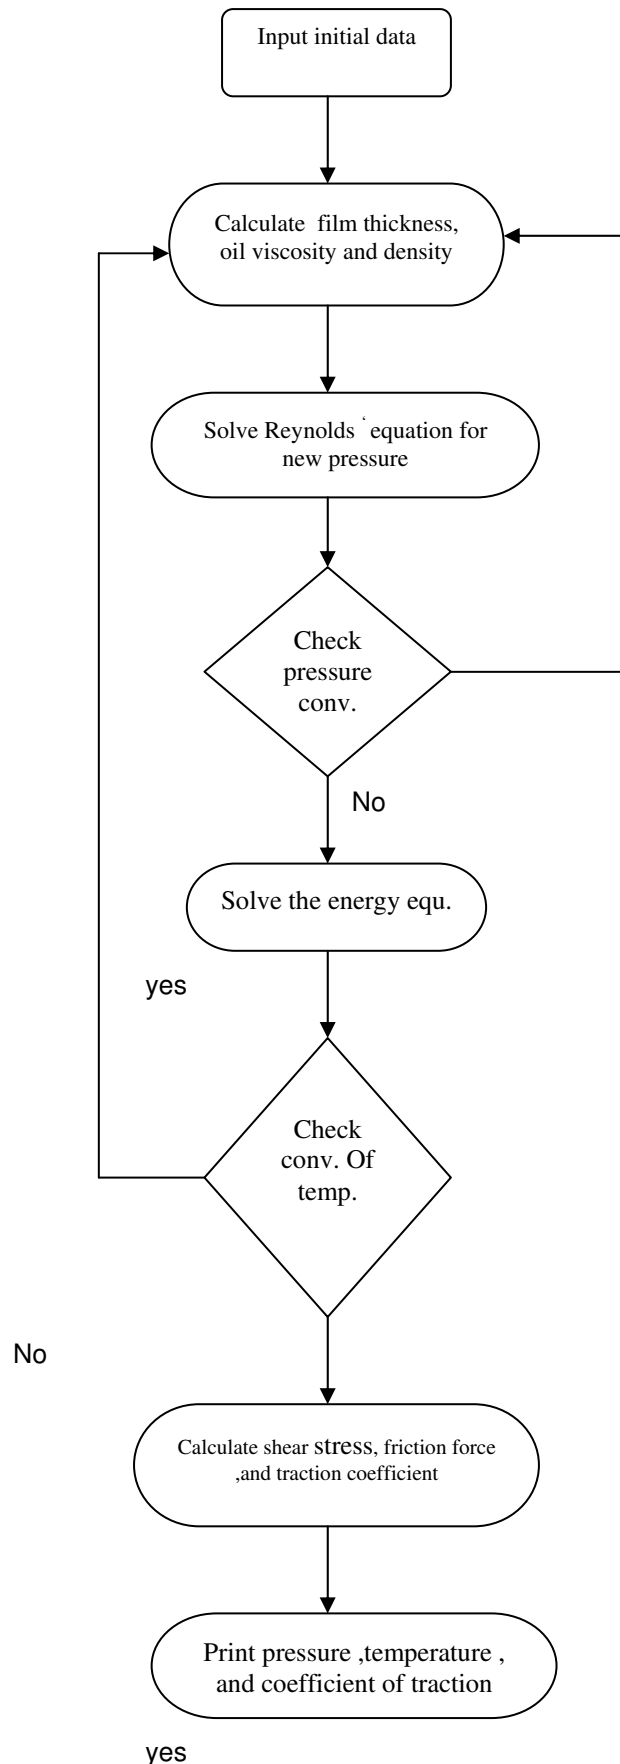 Input initial data
Calculate  film thickness,
oil viscosity and density
Solve Reynolds ‘ equation for
new pressure
Check
pressure
conv.
No
Solve the energy equ.
yes
Check
conv. Of
temp.
No
Calculate shear stress, friction force
,and traction coefficient
Print pressure ,temperature ,
and coefficient of traction
yes